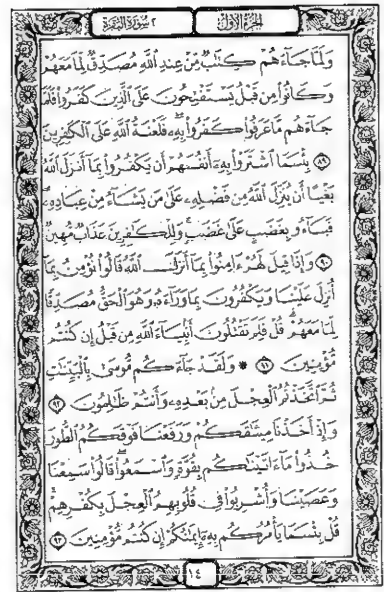 الجزء الأول
٢ سورة البقرة
وَلَمَّا جَآءَهُمْ كِتَٰبٌ مِّنْ عِندِ ٱللَّهِ مُصَدِّقٌ لِّمَا مَعَهُمْ
وَكَانُوا۟ مِن قَبْلُ يَسْتَفْتِحُونَ عَلَى ٱلَّذِينَ كَفَرُوا۟ فَلَمَّا
جَآءَهُم مَّا عَرَفُوا۟ كَفَرُوا۟ بِهِۦ فَلَعْنَةُ ٱللَّهِ عَلَى ٱلْكَٰفِرِينَ
٨٩ بِئْسَمَا ٱشْتَرَوْا۟ بِهِۦٓ أَنفُسَهُمْ أَن يَكْفُرُوا۟ بِمَآ أَنزَلَ ٱللَّهُ
بَغْيًا أَن يُنَزِّلَ ٱللَّهُ مِن فَضْلِهِۦ عَلَىٰ مَن يَشَآءُ مِنْ عِبَادِهِۦ
فَبَآءُو بِغَضَبٍ عَلَىٰ غَضَبٍ وَلِلْكَٰفِرِينَ عَذَابٌ مُّهِينٌ
٩٠ وَإِذَا قِيلَ لَهُمْ ءَامِنُوا۟ بِمَآ أَنزَلَ ٱللَّهُ قَالُوا۟ نُؤْمِنُ بِمَآ
أُنزِلَ عَلَيْنَا وَيَكْفُرُونَ بِمَا وَرَآءَهُۥ وَهُوَ ٱلْحَقُّ مُصَدِّقًا
لِّمَا مَعَهُمْ قُلْ فَلِمَ تَقْتُلُونَ أَنۢبِيَآءَ ٱللَّهِ مِن قَبْلُ إِن كُنتُم
مُّؤْمِنِينَ ٩١ ۞ وَلَقَدْ جَآءَكُم مُّوسَىٰ بِٱلْبَيِّنَٰتِ
ثُمَّ ٱتَّخَذْتُمُ ٱلْعِجْلَ مِنۢ بَعْدِهِۦ وَأَنتُمْ ظَٰلِمُونَ ٩٢
وَإِذْ أَخَذْنَا مِيثَٰقَكُمْ وَرَفَعْنَا فَوْقَكُمُ ٱلطُّورَ
خُذُوا۟ مَآ ءَاتَيْنَٰكُم بِقُوَّةٍ وَٱسْمَعُوا۟ قَالُوا۟ سَمِعْنَا
وَعَصَيْنَا وَأُشْرِبُوا۟ فِى قُلُوبِهِمُ ٱلْعِجْلَ بِكُفْرِهِمْ
قُلْ بِئْسَمَا يَأْمُرُكُم بِهِۦٓ إِيمَٰنُكُمْ إِن كُنتُم مُّؤْمِنِينَ ٩٣
١٤